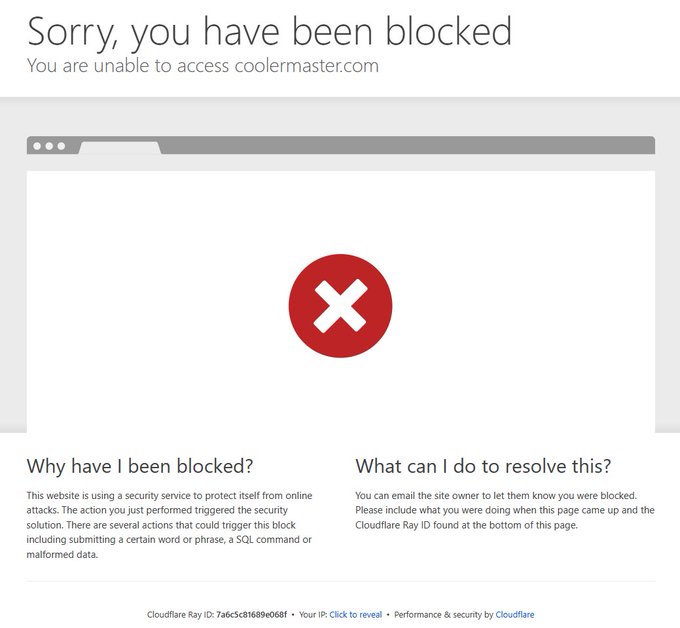 Sorry, you have been blocked
You are unable to access coolermaster.com
Why have I been blocked?
This website is using a security service to protect itself from online
attacks. The action you just performed triggered the security
solution. There are several actions that could trigger this block
including submitting a certain word or phrase, a SQL command or
malformed data.
What can I do to resolve this?
You can email the site owner to let them know you were blocked.
Please include what you were doing when this page came up and the
Cloudflare Ray ID found at the bottom of this page.
Cloudflare Ray ID: 7a6c5c81689e068f • Your IP: Click to reveal • Performance & security by Cloudflare